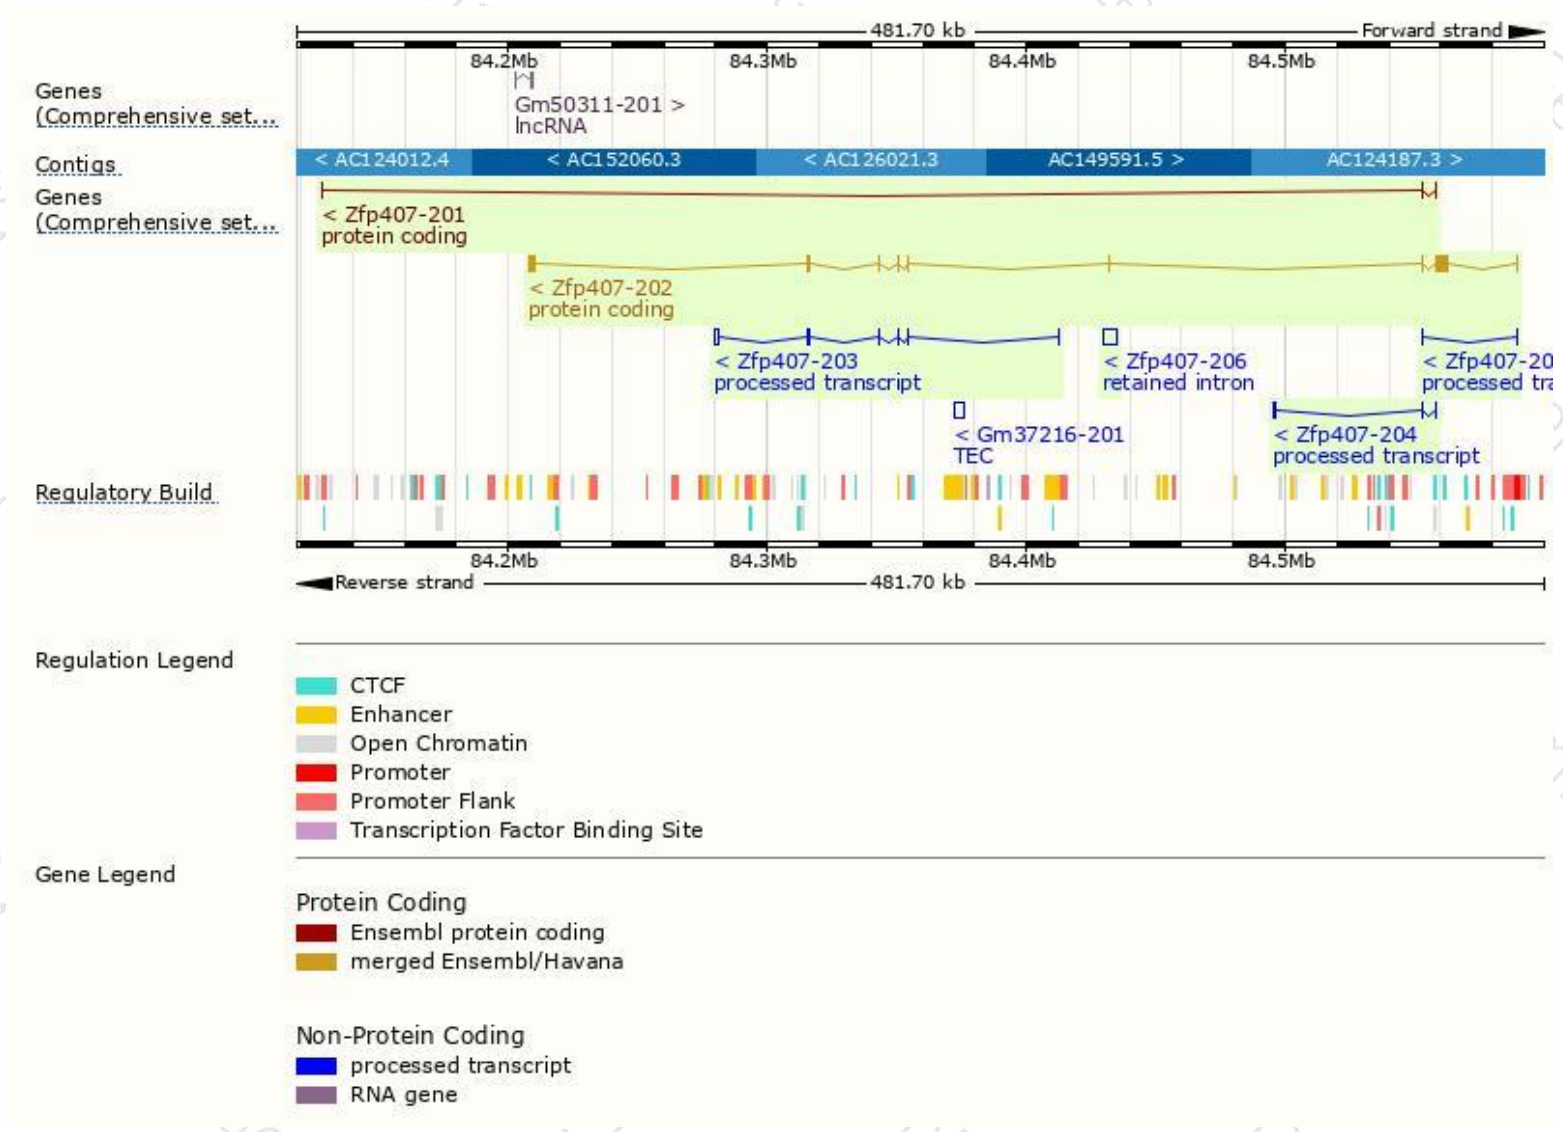 481.70 kb
Forward strand
84.2Mb 84.3Mb 84.4Mb 84.5Mb
Genes
(Comprehensive set...
Gm50311-201 >
lncRNA
Contigs
< AC124012.4 < AC152060.3 < AC126021.3 AC149591.5 > AC124187.3 >
Genes
(Comprehensive set...
< Zfp407-201
protein coding
< Zfp407-202
protein coding
< Zfp407-203 < Zfp407-206 < Zfp407-20
processed transcript retained intron processed tra
< Gm37216-201 < Zfp407-204
TEC processed transcript
Regulatory Build
84.2Mb 84.3Mb 84.4Mb 84.5Mb
Reverse strand 481.70 kb
Regulation Legend
CTCF
Enhancer
Open Chromatin
Promoter
Promoter Flank
Transcription Factor Binding Site
Gene Legend
Protein Coding
Ensembl protein coding
merged Ensembl/Havana
Non-Protein Coding
processed transcript
RNA gene